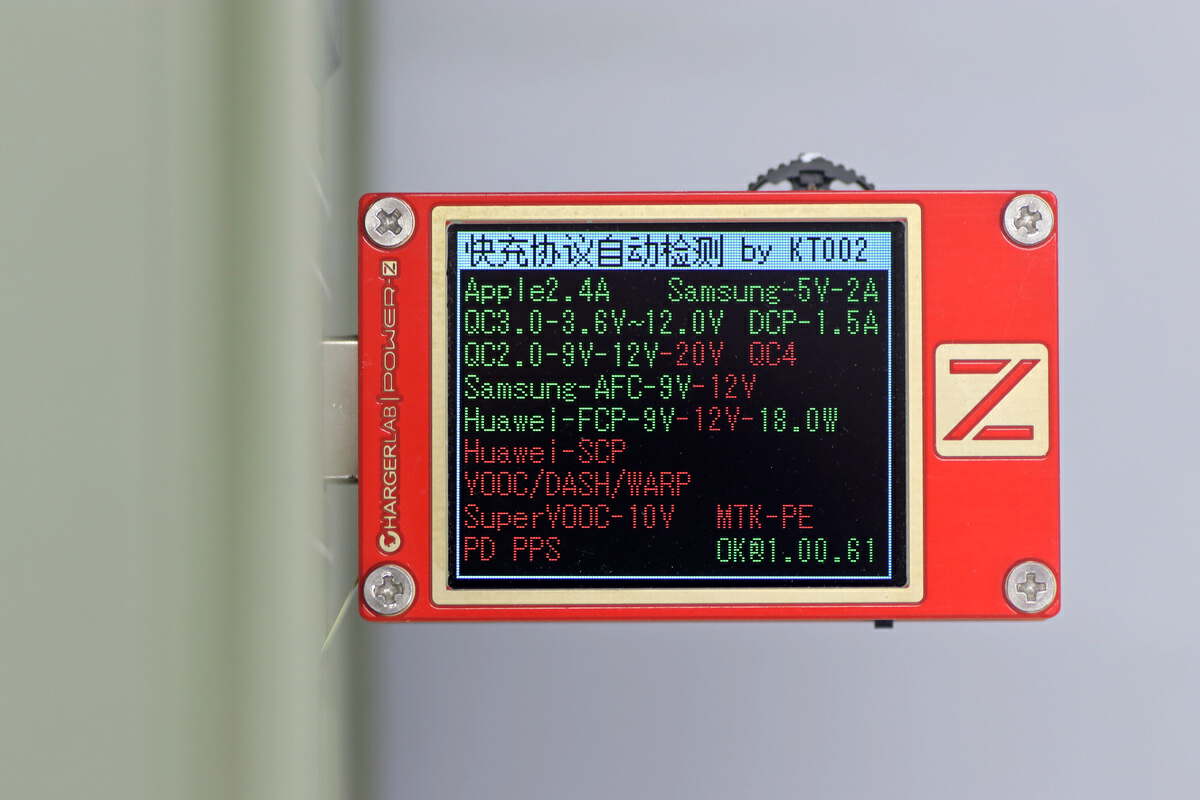 快充协议自动检测 by KT002
Apple2.4A Samsung-5V-2A
QC3.0-3.6V~12.0V DCP-1.5A
QC2.0-9V-12V-20V QC4
Samsung-AFC-9V-12V
Huawei-FCP-9V-12V-18.0W
Huawei-SCP
VOOC/DASH/WARP
SuperVOOC-10V MTK-PE
PD PPS OK@1.00.61
CHARGERLAB|POWER-Z
Z